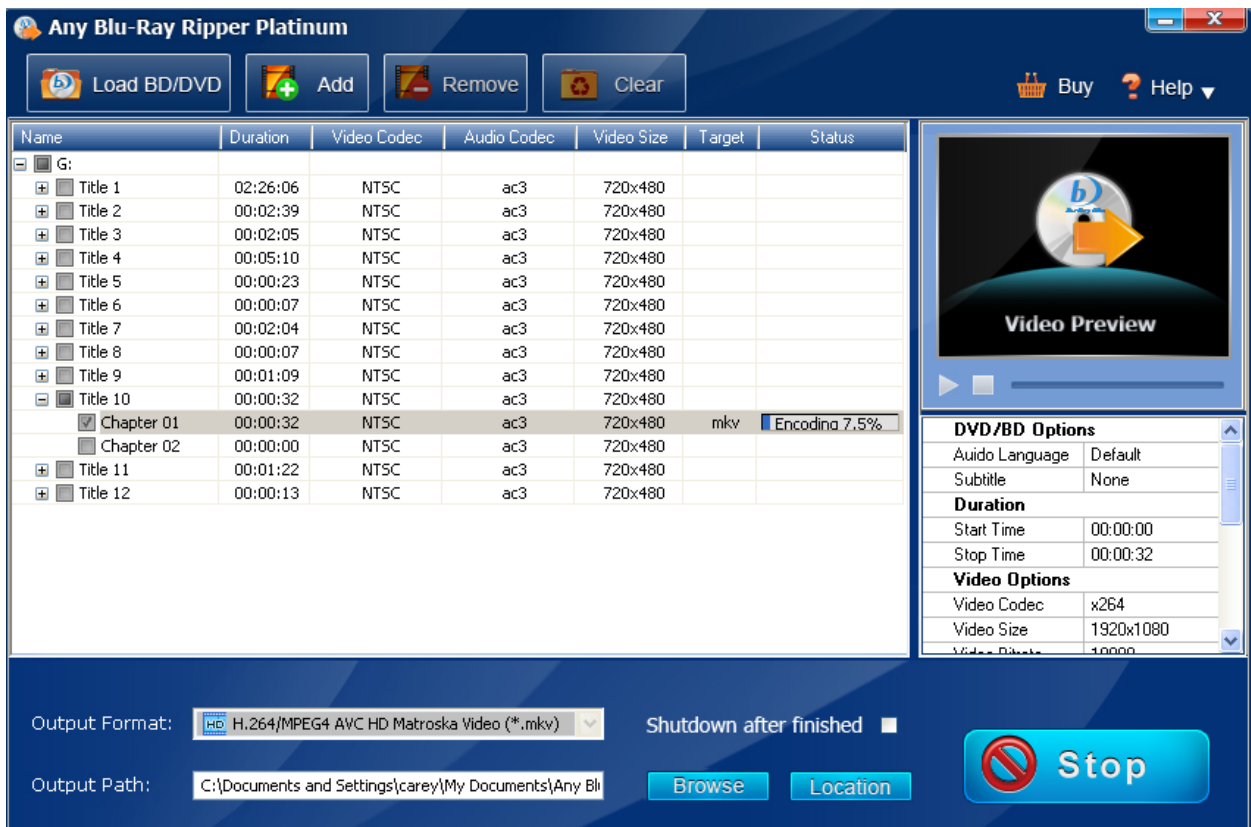 Any Blu-Ray Ripper Platinum
Load BD/DVD Add Remove Clear Buy Help
Name Duration Video Codec Audio Codec Video Size Target Status
G:
Title 1 02:26:06 NTSC ac3 720x480
Title 2 00:02:39 NTSC ac3 720x480
Title 3 00:02:05 NTSC ac3 720x480
Title 4 00:05:10 NTSC ac3 720x480
Title 5 00:00:23 NTSC ac3 720x480
Title 6 00:00:07 NTSC ac3 720x480
Title 7 00:02:04 NTSC ac3 720x480
Title 8 00:00:07 NTSC ac3 720x480
Title 9 00:01:09 NTSC ac3 720x480
Title 10 00:00:32 NTSC ac3 720x480
Chapter 01 00:00:32 NTSC ac3 720x480 mkv Encoding 7.5%
Chapter 02 00:00:00 NTSC ac3 720x480
Title 11 00:01:22 NTSC ac3 720x480
Title 12 00:00:13 NTSC ac3 720x480
Video Preview
DVD/BD Options
Auido Language Default
Subtitle None
Duration
Start Time 00:00:00
Stop Time 00:00:32
Video Options
Video Codec x264
Video Size 1920x1080
Output Format: HD H.264/MPEG4 AVC HD Matroska Video (*.mkv) Shutdown after finished
Stop
Output Path: C:\Documents and Settings\carey\My Documents\Any Blu Browse Location